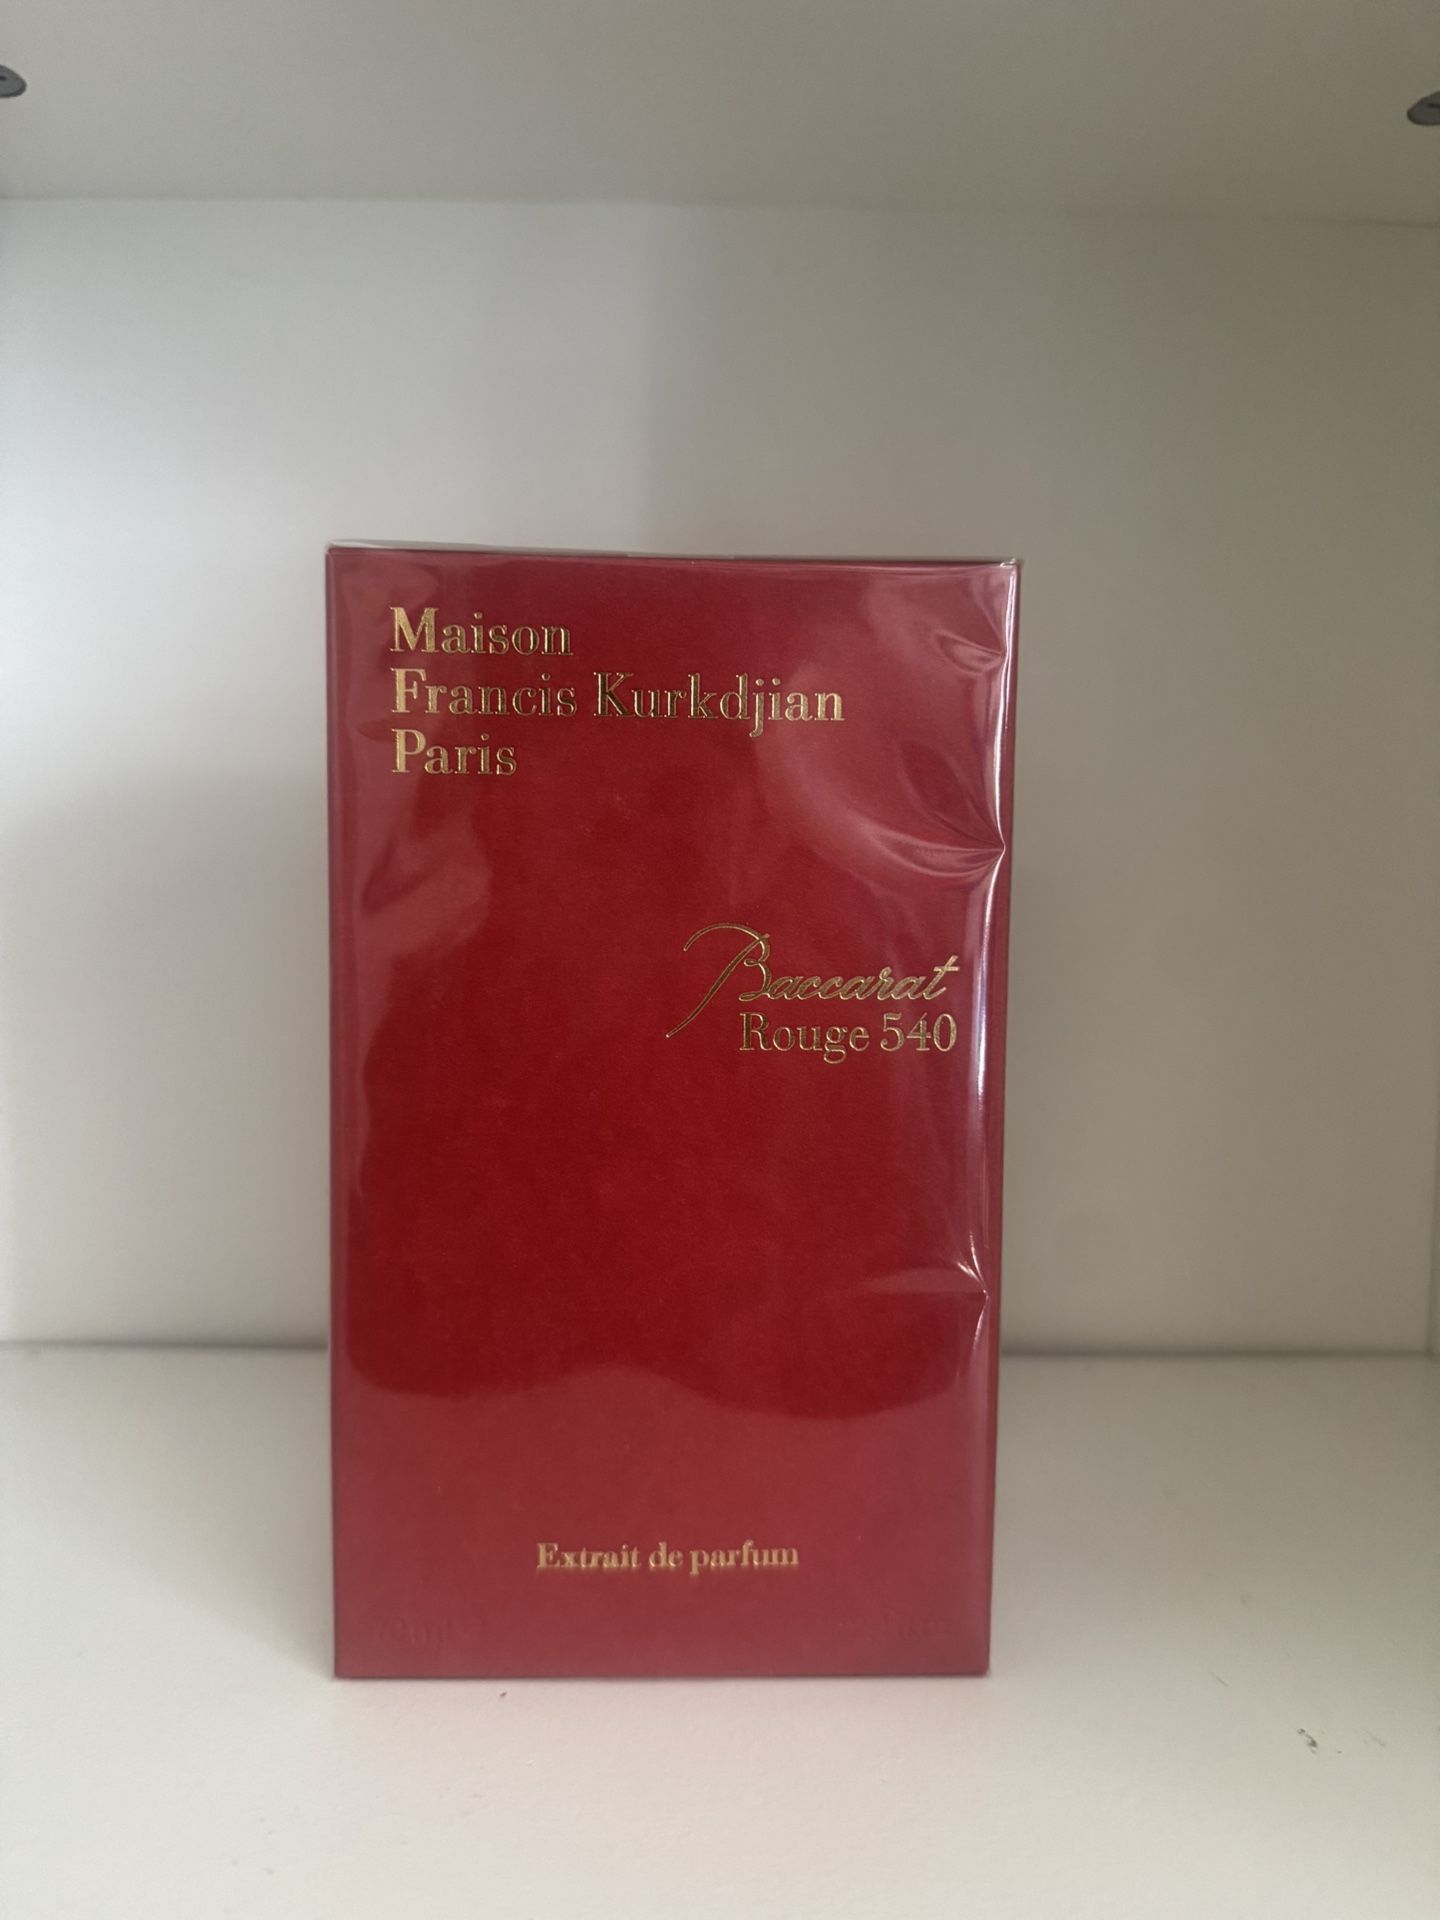 Maison
Francis Kurkdjian
Paris
Baccarat
Rouge 540
Extrait de parfum